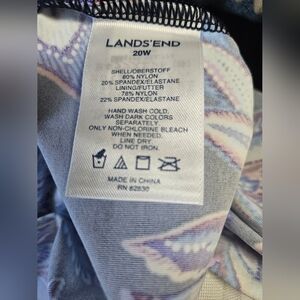 LANDS'END
20W
SHELL/OBERSTOFF
80% NYLON
20% SPANDEX/ELASTANE
LINING/FUTTER
78% NYLON
22% SPANDEX/ELASTANE
HAND WASH COLD.
WASH DARK COLORS
SEPARATELY.
ONLY NON-CHLORINE BLEACH
WHEN NEEDED.
LINE DRY.
DO NOT IRON.
MADE IN CHINA
RN 62830